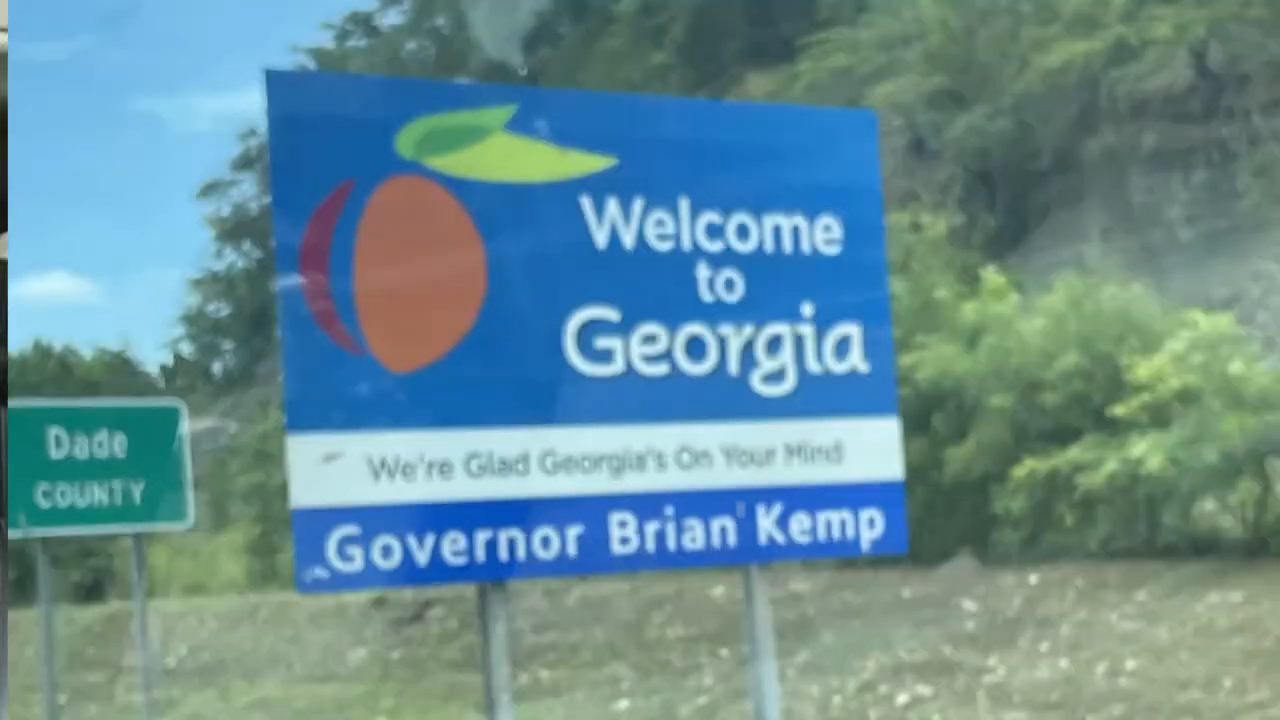 Welcome
to
Georgia
We're Glad Georgia's On Your Mind
Governor Brian Kemp
Dade
COUNTY